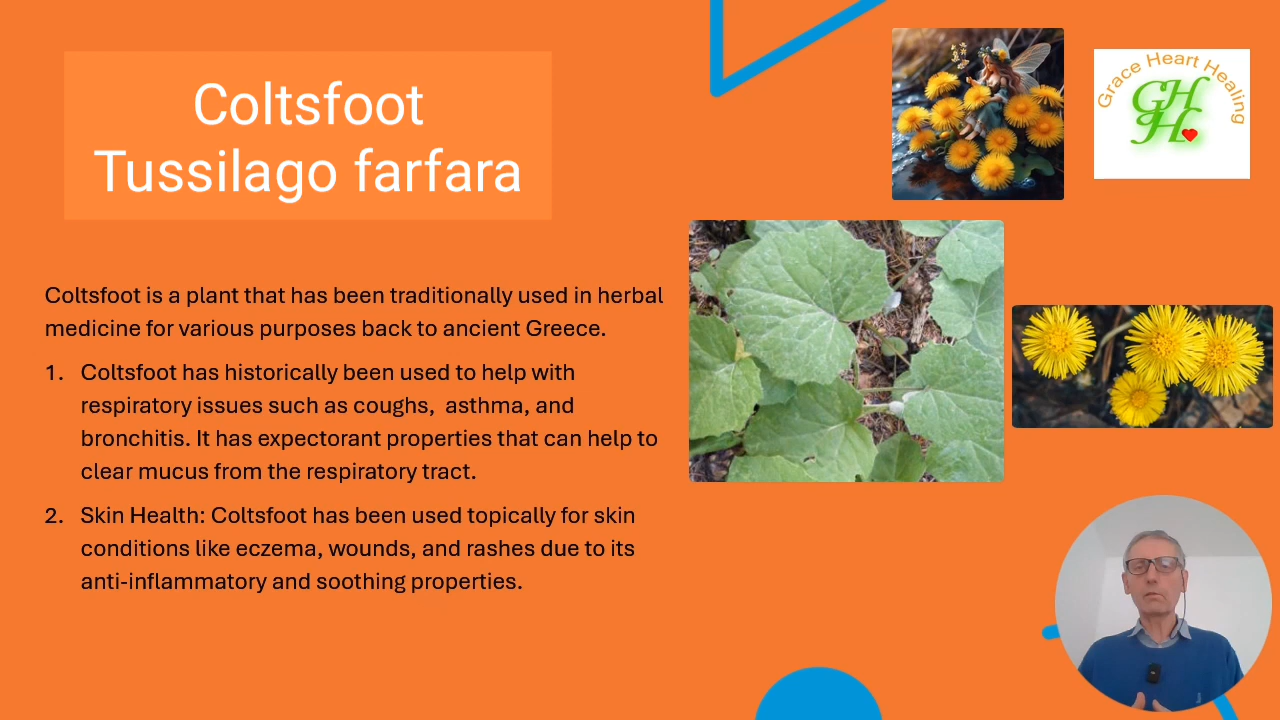 Coltsfoot
Tussilago farfara
Grace Heart Healing
GH
H
Coltsfoot is a plant that has been traditionally used in herbal
medicine for various purposes back to ancient Greece.
1. Coltsfoot has historically been used to help with
respiratory issues such as coughs,  asthma, and
bronchitis. It has expectorant properties that can help to
clear mucus from the respiratory tract.
2. Skin Health: Coltsfoot has been used topically for skin
conditions like eczema, wounds, and rashes due to its
anti-inflammatory and soothing properties.